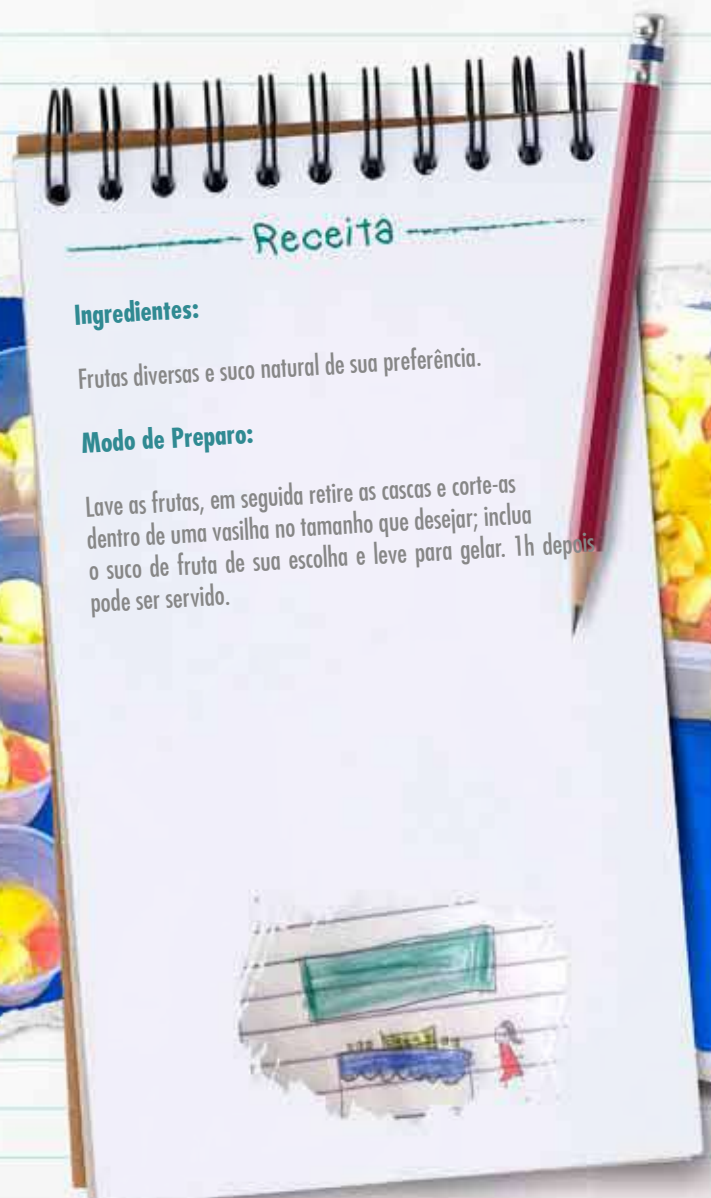 Receita
Ingredientes:
Frutas diversas e suco natural de sua preferência.
Modo de Preparo:
Lave as frutas, em seguida retire as cascas e corte-as
dentro de uma vasilha no tamanho que desejar; inclua
o suco de fruta de sua escolha e leve para gelar. 1h depois
pode ser servido.